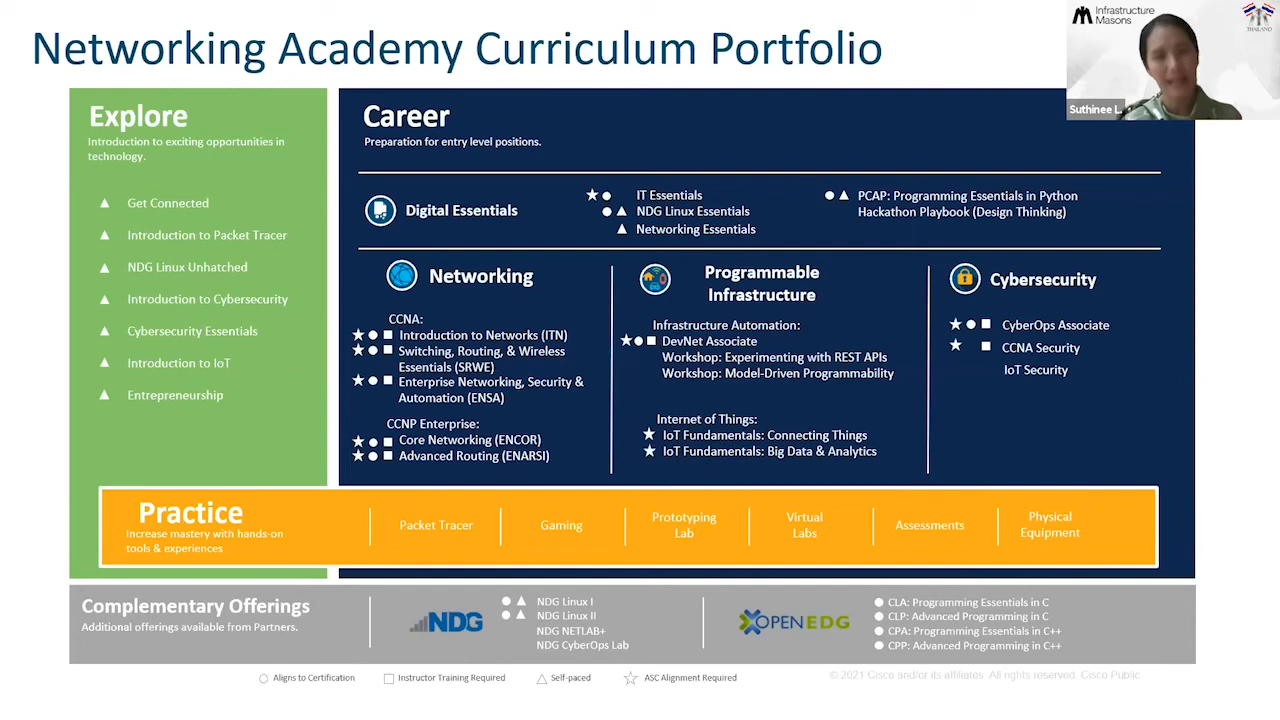 Networking Academy Curriculum Portfolio
Infrastructure
Masons
THAILAND
Suthinee L.
Explore
Introduction to exciting opportunities in
technology.
Get Connected
Introduction to Packet Tracer
NDG Linux Unhatched
Introduction to Cybersecurity
Cybersecurity Essentials
Introduction to IoT
Entrepreneurship
Career
Preparation for entry level positions.
Digital Essentials
IT Essentials
NDG Linux Essentials
Networking Essentials
PCAP: Programming Essentials in Python
Hackathon Playbook (Design Thinking)
Networking
CCNA:
Introduction to Networks (ITN)
Switching, Routing, & Wireless
Essentials (SRWE)
Enterprise Networking, Security &
Automation (ENSA)
CCNP Enterprise:
Core Networking (ENCOR)
Advanced Routing (ENARSI)
Programmable
Infrastructure
Infrastructure Automation:
DevNet Associate
Workshop: Experimenting with REST APIs
Workshop: Model-Driven Programmability
Internet of Things:
IoT Fundamentals: Connecting Things
IoT Fundamentals: Big Data & Analytics
Cybersecurity
CyberOps Associate
CCNA Security
IoT Security
Practice
Increase mastery with hands-on
tools & experiences
Packet Tracer
Gaming
Prototyping
Lab
Virtual
Labs
Assessments
Physical
Equipment
Complementary Offerings
Additional offerings available from Partners.
NDG
NDG Linux I
NDG Linux II
NDG NETLAB+
NDG CyberOps Lab
OPENEDG
CLA: Programming Essentials in C
CLP: Advanced Programming in C
CPA: Programming Essentials in C++
CPP: Advanced Programming in C++
Aligns to Certification
Instructor Training Required
Self-paced
ASC Alignment Required
© 2021 Cisco and/or its affiliates. All rights reserved. Cisco Public